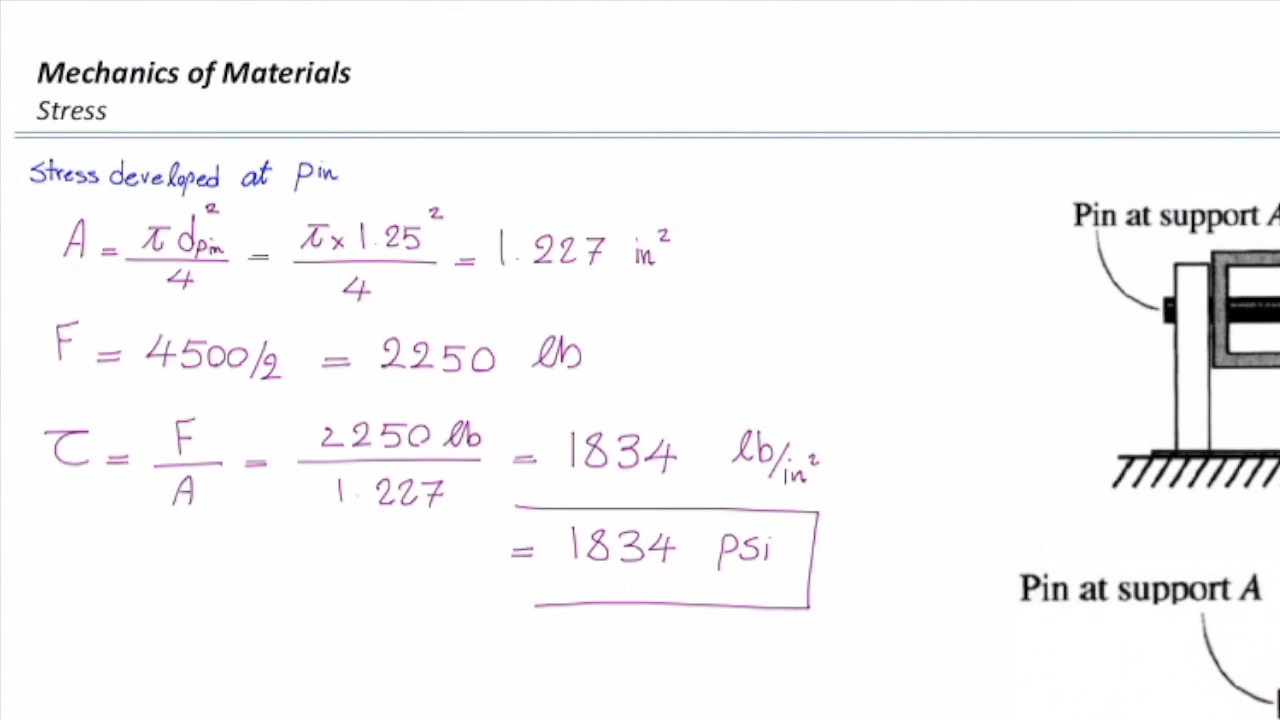 Mechanics of Materials
Stress
Stress developed at pin
A = π d_pin² / 4 = π x 1.25² / 4 = 1.227 in²
Pin at support A
F = 4500/2 = 2250 lb
τ = F / A = 2250 lb / 1.227 = 1834 lb/in²
= 1834 psi
Pin at support A